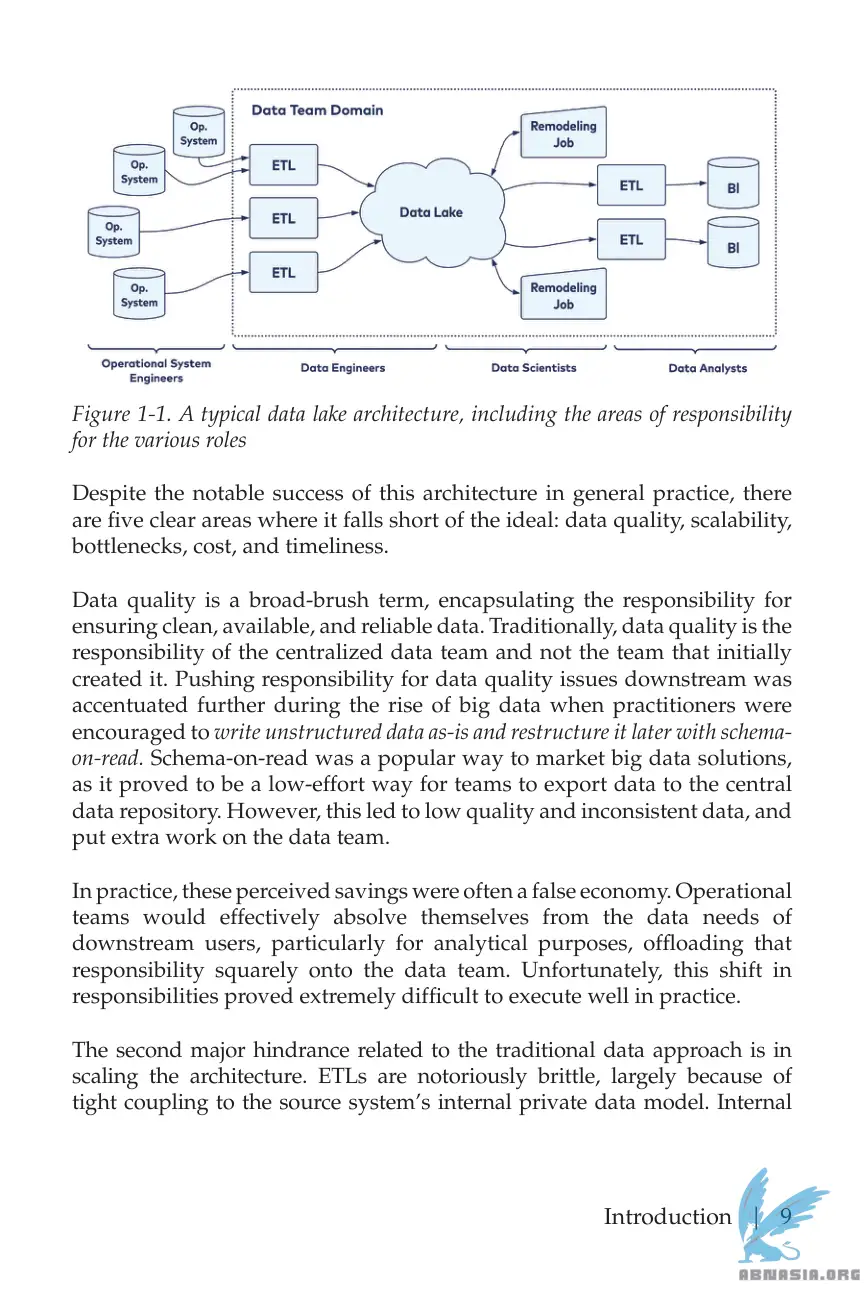 Data Team Domain
Op.
System
Op.
System
Op.
System
Op.
System
ETL
ETL
ETL
Data Lake
Remodeling
Job
Remodeling
Job
ETL
ETL
BI
BI
Operational System
Engineers
Data Engineers
Data Scientists
Data Analysts
Figure 1-1. A typical data lake architecture, including the areas of responsibility
for the various roles
Despite the notable success of this architecture in general practice, there
are five clear areas where it falls short of the ideal: data quality, scalability,
bottlenecks, cost, and timeliness.
Data quality is a broad-brush term, encapsulating the responsibility for
ensuring clean, available, and reliable data. Traditionally, data quality is the
responsibility of the centralized data team and not the team that initially
created it. Pushing responsibility for data quality issues downstream was
accentuated further during the rise of big data when practitioners were
encouraged to write unstructured data as-is and restructure it later with schema-
on-read. Schema-on-read was a popular way to market big data solutions,
as it proved to be a low-effort way for teams to export data to the central
data repository. However, this led to low quality and inconsistent data, and
put extra work on the data team.
In practice, these perceived savings were often a false economy. Operational
teams would effectively absolve themselves from the data needs of
downstream users, particularly for analytical purposes, offloading that
responsibility squarely onto the data team. Unfortunately, this shift in
responsibilities proved extremely difficult to execute well in practice.
The second major hindrance related to the traditional data approach is in
scaling the architecture. ETLs are notoriously brittle, largely because of
tight coupling to the source system's internal private data model. Internal
Introduction | 9
ABNASIA.ORG